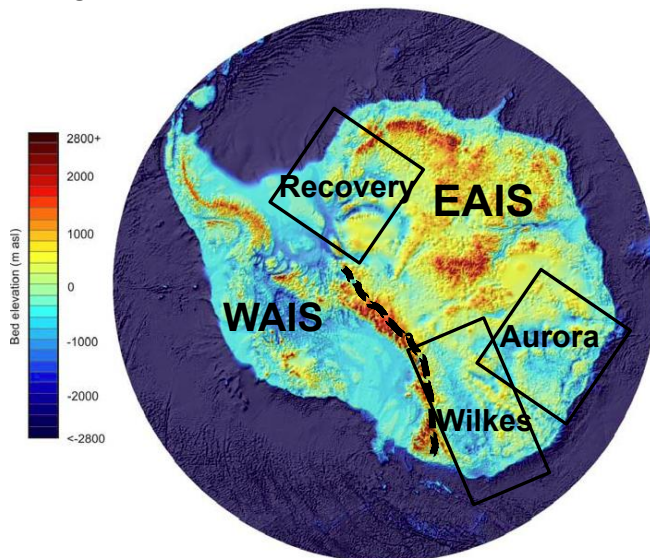 Bed elevation (m asl)
2800+
2000
1000
0
-1000
-2000
<-2800
Recovery
EAIS
WAIS
Aurora
Wilkes